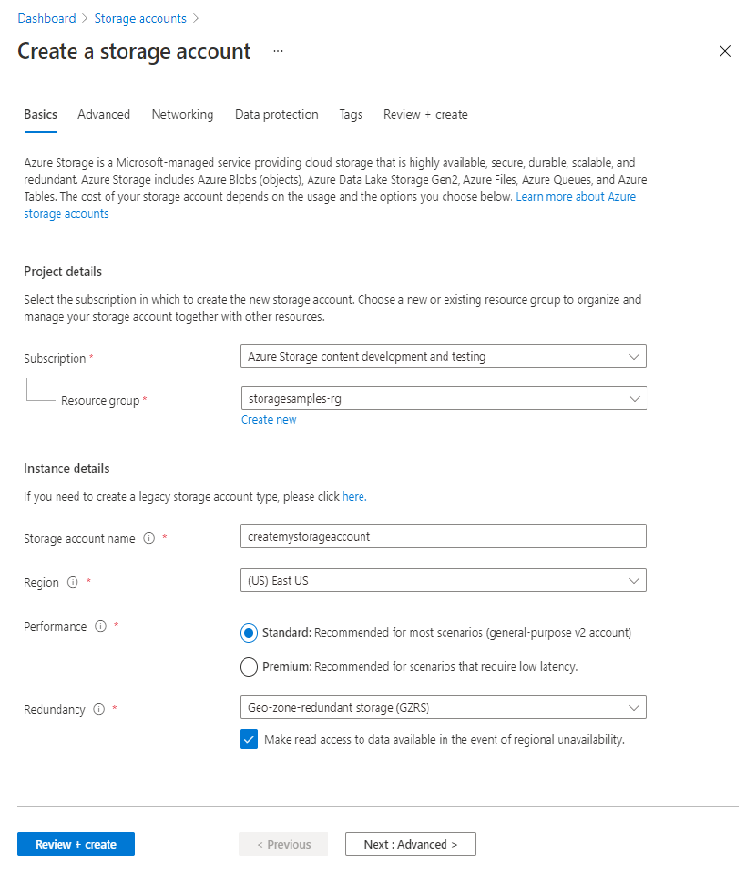 Dashboard > Storage accounts >
Create a storage account ...
Basics Advanced Networking Data protection Tags Review + create
Azure Storage is a Microsoft-managed service providing cloud storage that is highly available, secure, durable, scalable, and
redundant. Azure Storage includes Azure Blobs (objects), Azure Data Lake Storage Gen2, Azure Files, Azure Queues, and Azure
Tables. The cost of your storage account depends on the usage and the options you choose below. Learn more about Azure
storage accounts
Project details
Select the subscription in which to create the new storage account. Choose a new or existing resource group to organize and
manage your storage account together with other resources.
Subscription * Azure Storage content development and testing
Resource group * storagesamples-rg
Create new
Instance details
If you need to create a legacy storage account type, please click here.
Storage account name * createmystorageaccount
Region * (US) East US
Performance * Standard: Recommended for most scenarios (general-purpose v2 account)
Premium: Recommended for scenarios that require low latency.
Redundancy * Geo-zone-redundant storage (GZRS)
Make read access to data available in the event of regional unavailability.
Review + create < Previous Next : Advanced >